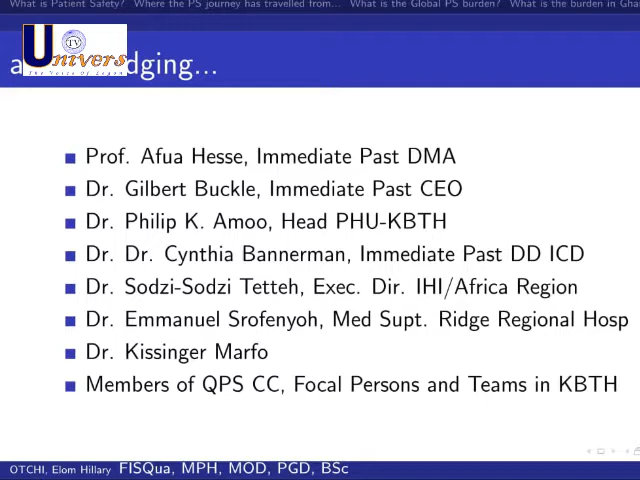 What is Patient Safety? Where the PS journey has travelled from... What is the Global PS burden? What is the burden in
Univers TV
The Voice of Legon
dging...
Prof. Afua Hesse, Immediate Past DMA
Dr. Gilbert Buckle, Immediate Past CEO
Dr. Philip K. Amoo, Head PHU-KBTH
Dr. Dr. Cynthia Bannerman, Immediate Past DD ICD
Dr. Sodzi-Sodzi Tetteh, Exec. Dir. IHI/Africa Region
Dr. Emmanuel Srofenyoh, Med Supt. Ridge Regional Hosp
Dr. Kissinger Marfo
Members of QPS CC, Focal Persons and Teams in KBTH
OTCHI, Elom Hillary FISQua, MPH, MOD, PGD, BSc